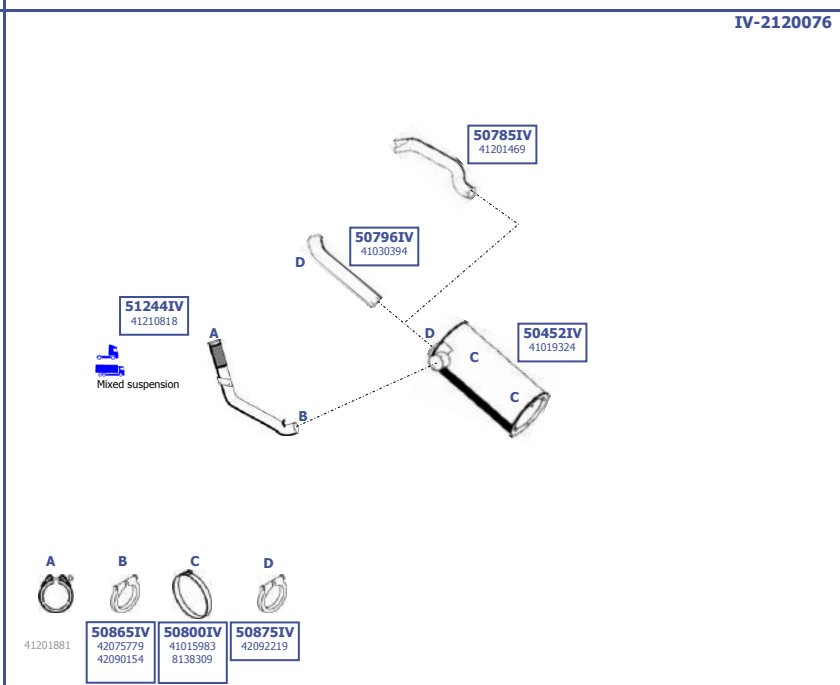 IV-2120076
50785IV
41201469
50796IV
41030394
D
51244IV
41210818
A
D
50452IV
41019324
C
Mixed suspension
C
B
A
B
C
D
41201881
50865IV
42075779
42090154
50800IV
41015983
8138309
50875IV
42092219